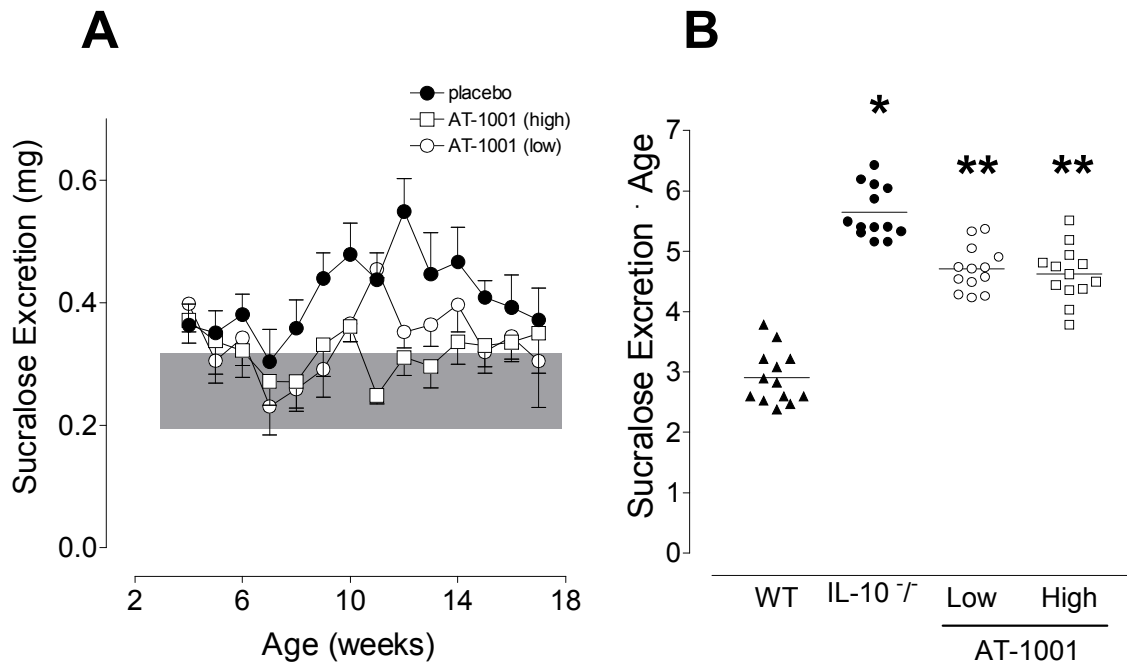 A
placebo
AT-1001 (high)
AT-1001 (low)
Sucralose Excretion (mg)
0.6
0.4
0.2
0.0
2 6 10 14 18
Age (weeks)
B
Sucralose Excretion · Age
7
6
5
4
3
2
1
0
*
** **
WT IL-10 -/- Low High
AT-1001